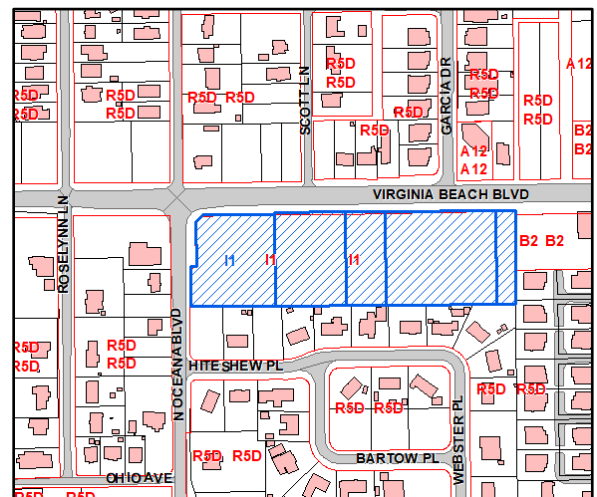 R5D
A12
R5D
R5D
R5D
R5D
R5D
R5D
R5D
R5D
R5D
R5D
SCOTT LN
GARCIA DR
R5D
R5D
R5D
R5D
B2
B2
A12
A12
VIRGINIA BEACH BLVD
ROSELYNN LN
N OCEANA BLVD
I1
I1
I1
B2 B2
R5D
R5D
R5D
R5D
HITESHEW PL
R5D R5D
R5D R5D
WEBSTER PL
R5D R5D
BARTOW PL
OHIO AVE
R5D
R5D